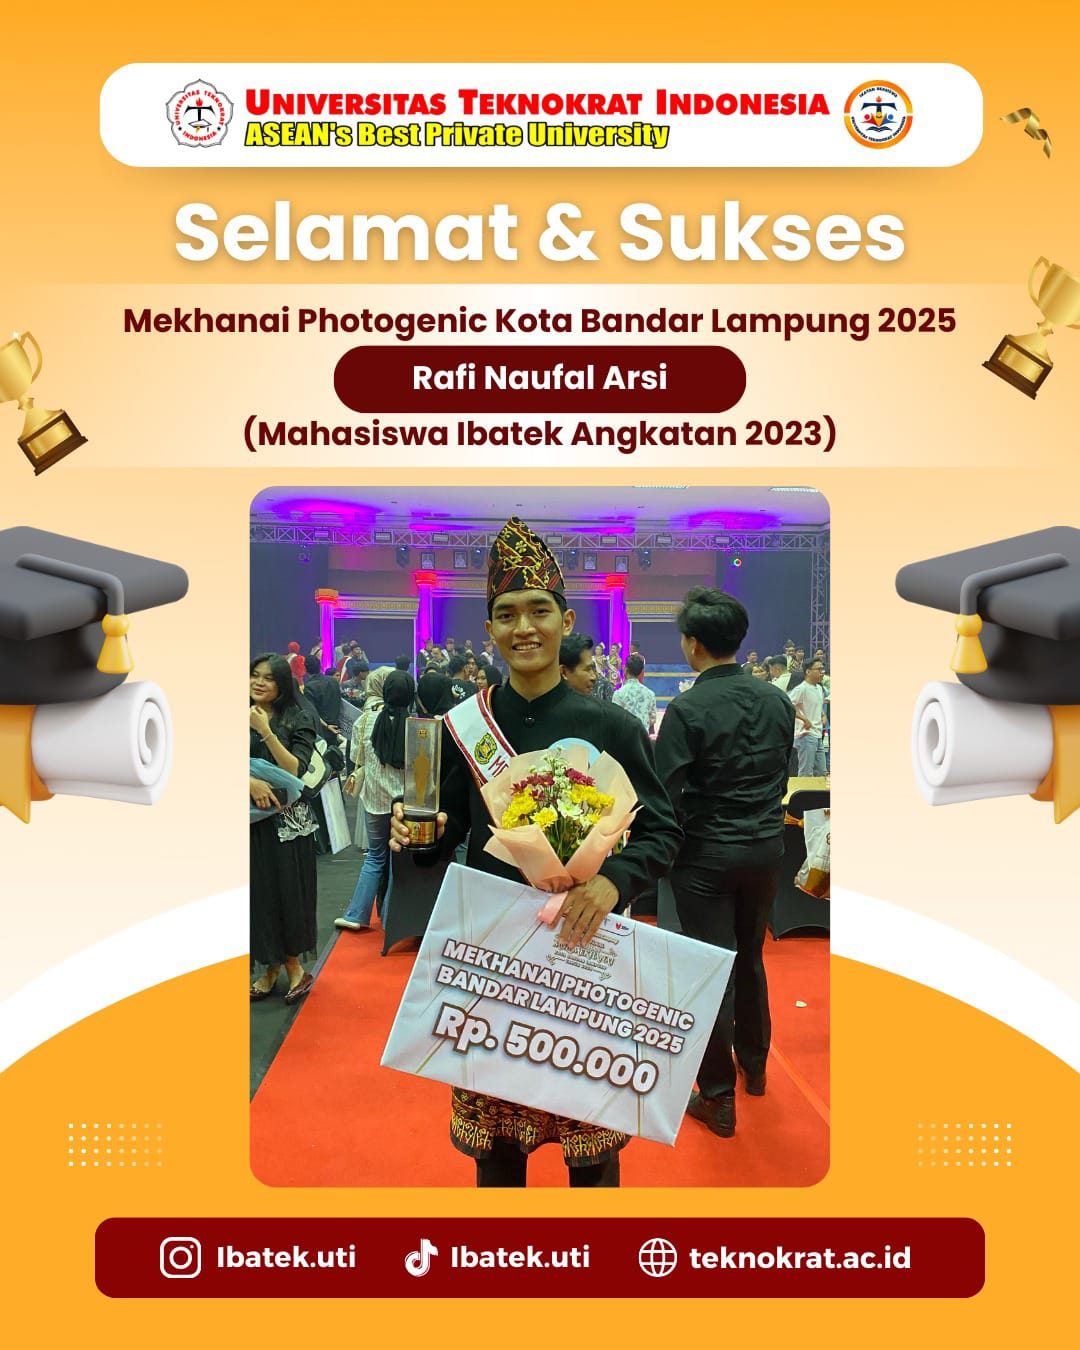 UNIVERSITAS TEKNOKRAT INDONESIA
ASEAN's Best Private University
Selamat & Sukses
Mekhanai Photogenic Kota Bandar Lampung 2025
Rafi Naufal Arsi
(Mahasiswa Ibatek Angkatan 2023)
MEKHANAI PHOTOGENIC
BANDAR LAMPUNG 2025
Rp. 500.000
Ibatek.uti
Ibatek.uti
teknokrat.ac.id